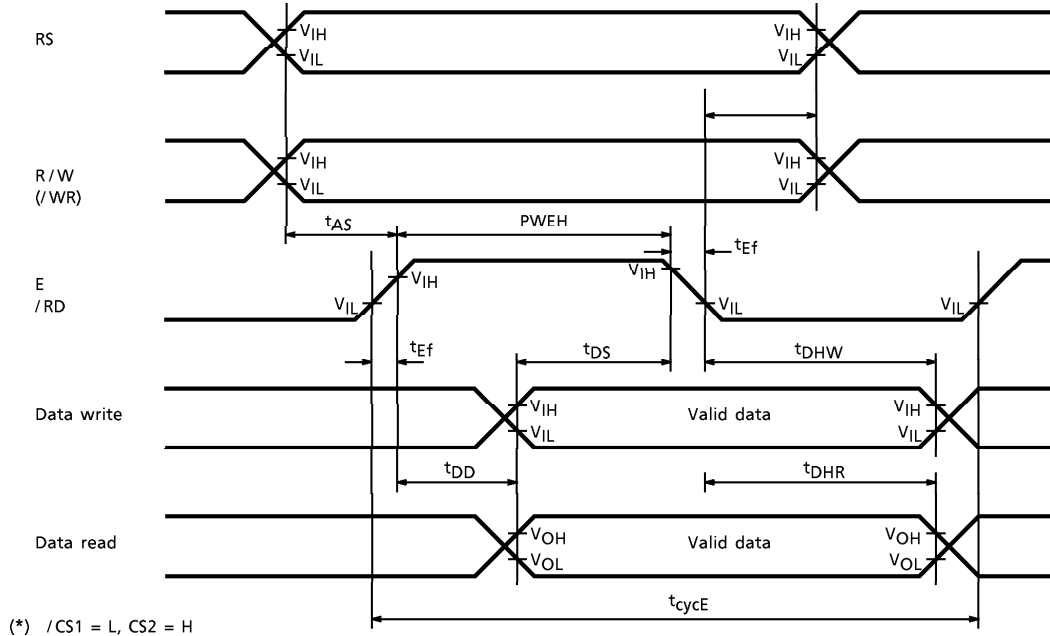 RS
VIH
VIL
VIH
VIL
R/W
(/WR)
VIH
VIL
VIH
VIL
tAS
PWEH
tEf
E
/RD
VIH
VIH
VIL
VIL
VIL
tEf
tDS
tDHW
Data write
VIH
VIL
Valid data
VIH
VIL
tDD
tDHR
Data read
VOH
VOL
Valid data
VOH
VOL
tcycE
(*) /CS1 = L, CS2 = H